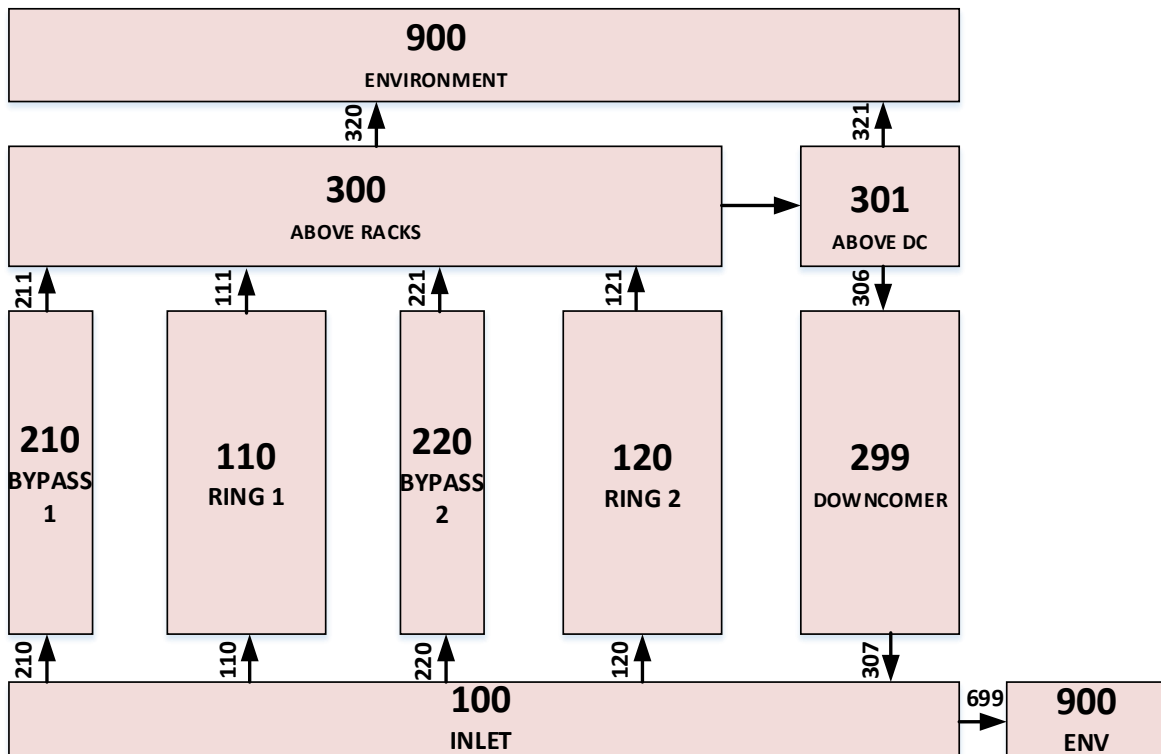 900
ENVIRONMENT
320
321
300
ABOVE RACKS
301
ABOVE DC
211
111
221
121
306
210
BYPASS
1
110
RING 1
220
BYPASS
2
120
RING 2
299
DOWNCOMER
210
110
220
120
307
100
INLET
699
900
ENV